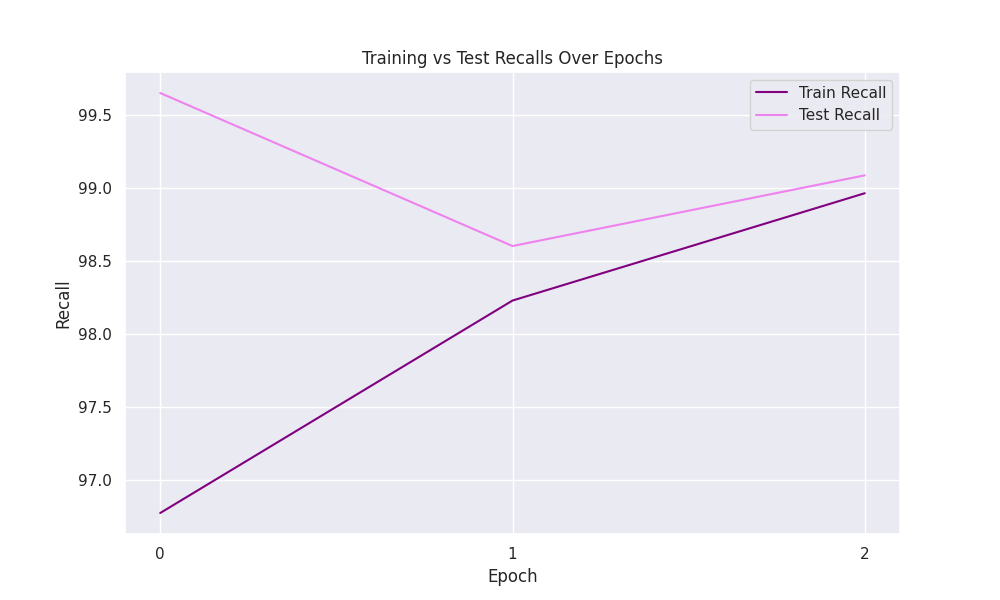 Training vs Test Recalls Over Epochs
Train Recall
Test Recall
99.5
99.0
98.5
98.0
97.5
97.0
Recall
0
1
2
Epoch